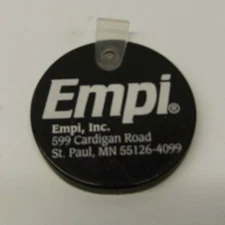 Empi®
Empi, Inc.
599 Cardigan Road
St. Paul, MN 55126-4099